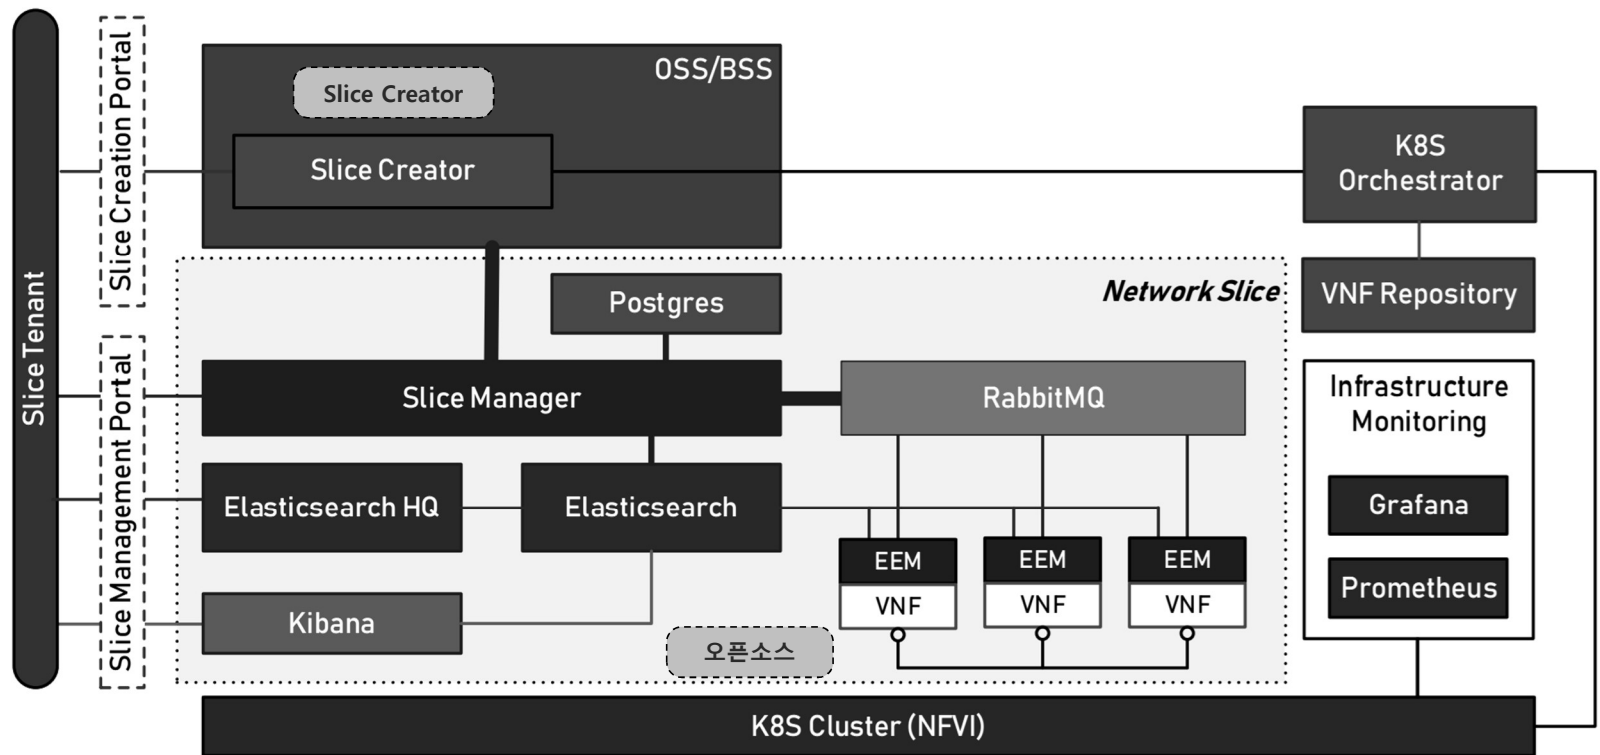 Slice Tenant
Slice Creation Portal
Slice Management Portal
OSS/BSS
Slice Creator
Slice Creator
K8S
Orchestrator
VNF Repository
Network Slice
Postgres
Slice Manager
RabbitMQ
Infrastructure
Monitoring
Grafana
Prometheus
Elasticsearch HQ
Elasticsearch
EEM
VNF
EEM
VNF
EEM
VNF
Kibana
오픈소스
K8S Cluster (NFVI)